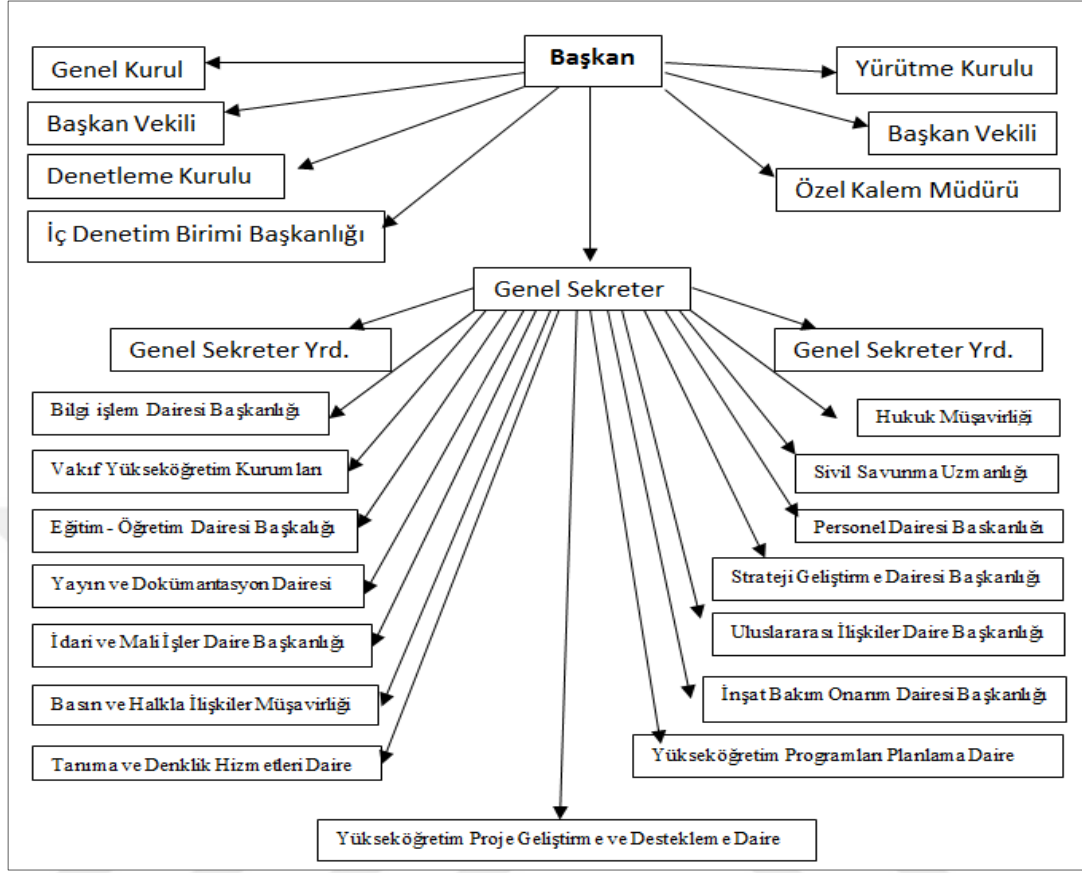 Başkan
Genel Kurul
Yürütme Kurulu
Başkan Vekili
Başkan Vekili
Denetleme Kurulu
Özel Kalem Müdürü
İç Denetim Birimi Başkanlığı
Genel Sekreter
Genel Sekreter Yrd.
Genel Sekreter Yrd.
Bilgi işlem Dairesi Başkanlığı
Hukuk Müşavirliği
Vakıf Yükseköğretim Kurumları
Sivil Savunma Uzmanlığı
Eğitim - Öğretim Dairesi Başkalığı
Personel Dairesi Baskanlığı
Yayın ve Dokümantasyon Dairesi
Strateji Geliştirme Dairesi Başkanlığı
İdari ve Mali İşler Daire Başkanlığı
Uluslararası İlişkiler Daire Başkanlığı
Basın ve Halkla İlişkiler Müşavirliği
İnşat Bakım Onarım Dairesi Başkanlığı
Tanıma ve Denklik Hizmetleri Daire
Yükseköğretim Programları Planlama Daire
Yükseköğretim Proje Geliştirme ve Destekleme Daire